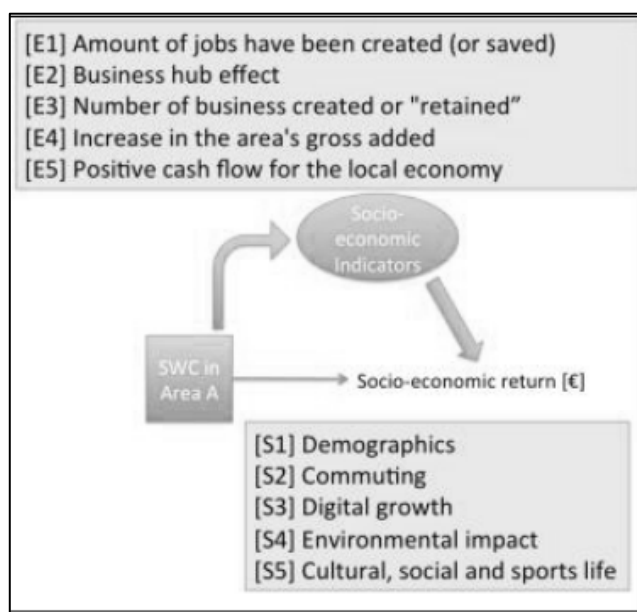 [E1] Amount of jobs have been created (or saved)
[E2] Business hub effect
[E3] Number of business created or "retained”
[E4] Increase in the area's gross added
[E5] Positive cash flow for the local economy
Socio-
economic
Indicators
SWC in
Area A
Socio-economic return [€]
[S1] Demographics
[S2] Commuting
[S3] Digital growth
[S4] Environmental impact
[S5] Cultural, social and sports life